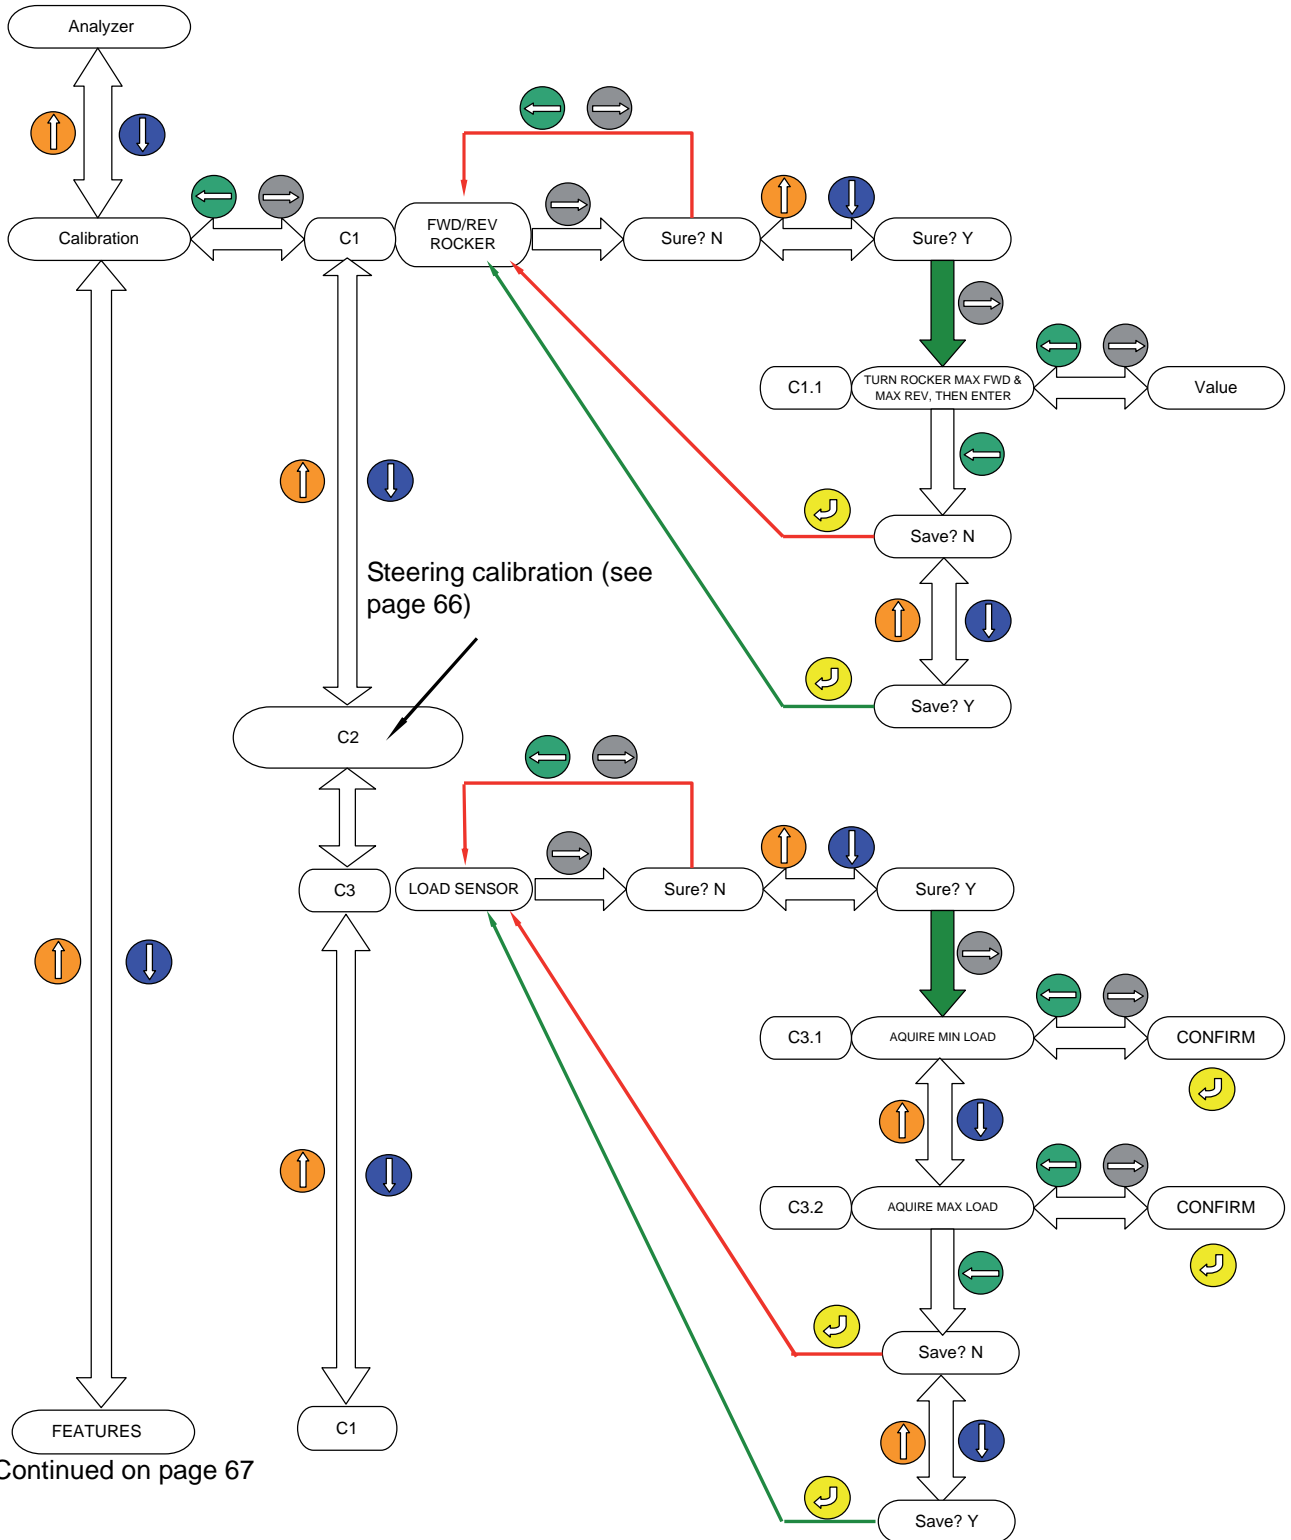 Analyzer
Calibration
C1
FWD/REV
ROCKER
Sure? N
Sure? Y
C1.1
TURN ROCKER MAX FWD &
MAX REV, THEN ENTER
Value
Save? N
Steering calibration (see
page 66)
Save? Y
C2
C3
LOAD SENSOR
Sure? N
Sure? Y
C3.1
AQUIRE MIN LOAD
CONFIRM
C3.2
AQUIRE MAX LOAD
CONFIRM
Save? N
FEATURES
C1
Continued on page 67
Save? Y